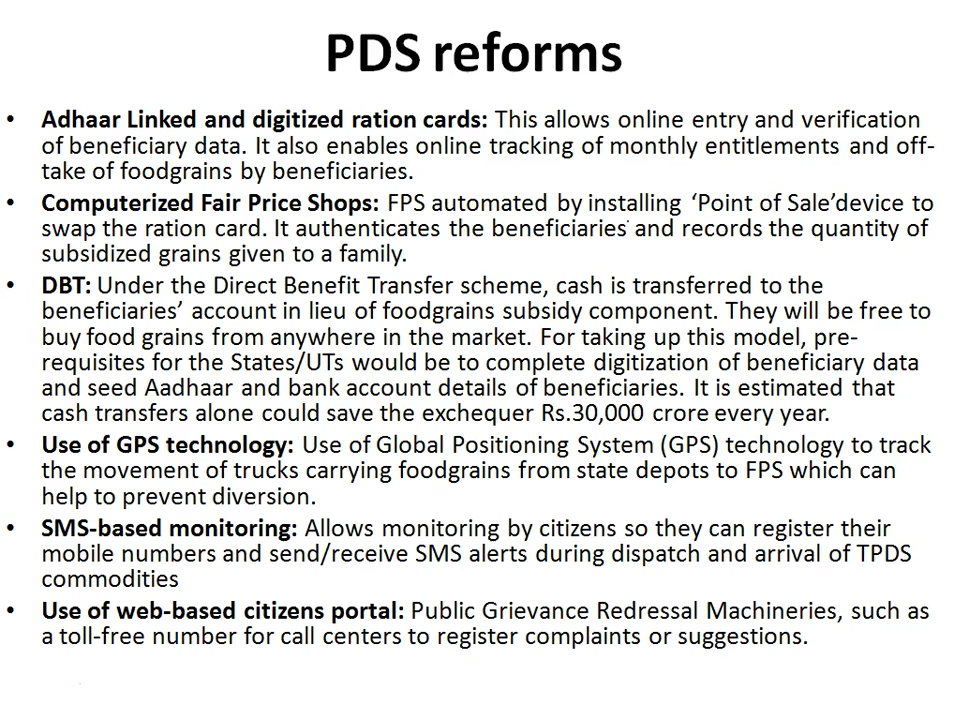 PDS reforms
• Adhaar Linked and digitized ration cards: This allows online entry and verification
of beneficiary data. It also enables online tracking of monthly entitlements and off-
take of foodgrains by beneficiaries.
• Computerized Fair Price Shops: FPS automated by installing ‘Point of Sale’device to
swap the ration card. It authenticates the beneficiaries and records the quantity of
subsidized grains given to a family.
• DBT: Under the Direct Benefit Transfer scheme, cash is transferred to the
beneficiaries’ account in lieu of foodgrains subsidy component. They will be free to
buy food grains from anywhere in the market. For taking up this model, pre-
requisites for the States/UTs would be to complete digitization of beneficiary data
and seed Aadhaar and bank account details of beneficiaries. It is estimated that
cash transfers alone could save the exchequer Rs.30,000 crore every year.
• Use of GPS technology: Use of Global Positioning System (GPS) technology to track
the movement of trucks carrying foodgrains from state depots to FPS which can
help to prevent diversion.
• SMS-based monitoring: Allows monitoring by citizens so they can register their
mobile numbers and send/receive SMS alerts during dispatch and arrival of TPDS
commodities
• Use of web-based citizens portal: Public Grievance Redressal Machineries, such as
a toll-free number for call centers to register complaints or suggestions.